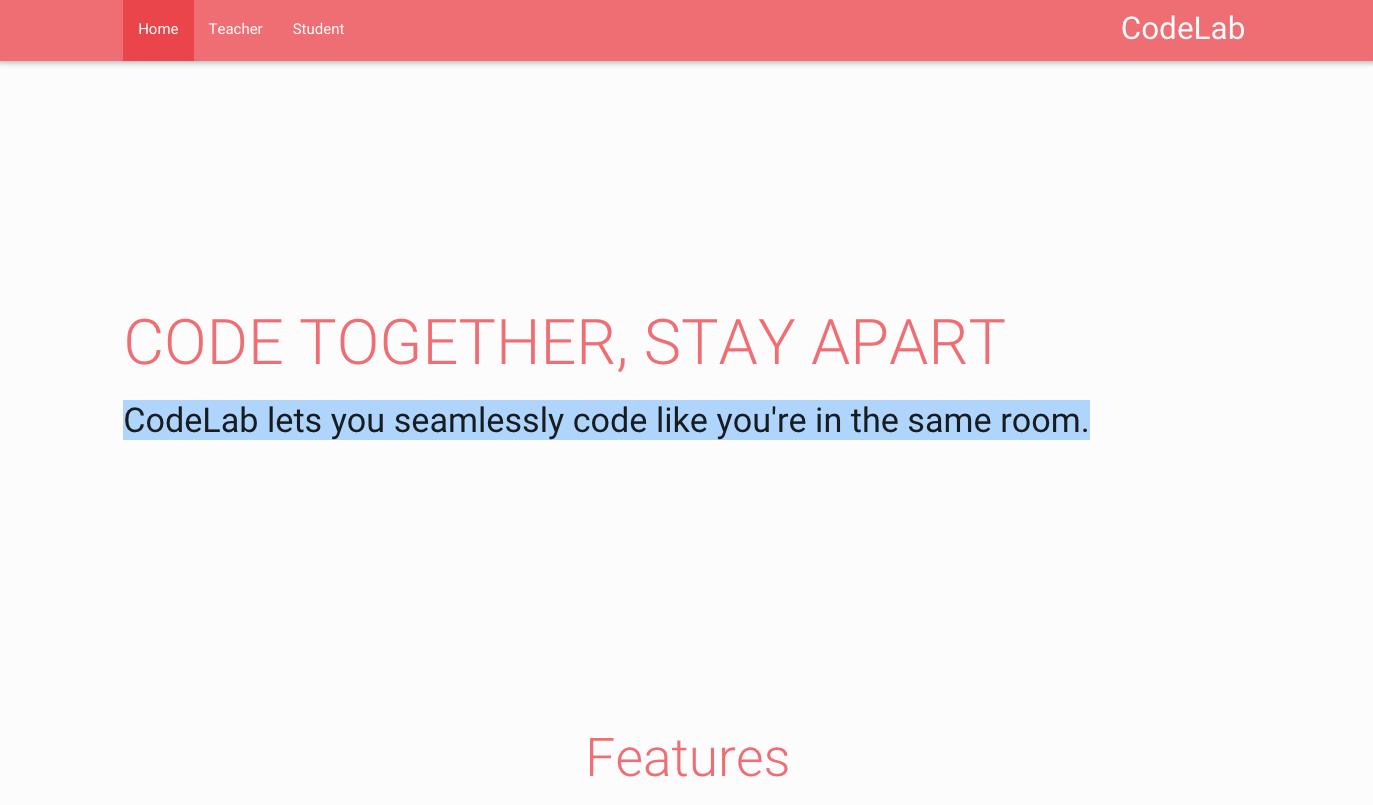 Home Teacher Student CodeLab
CODE TOGETHER, STAY APART
CodeLab lets you seamlessly code like you're in the same room.
Features